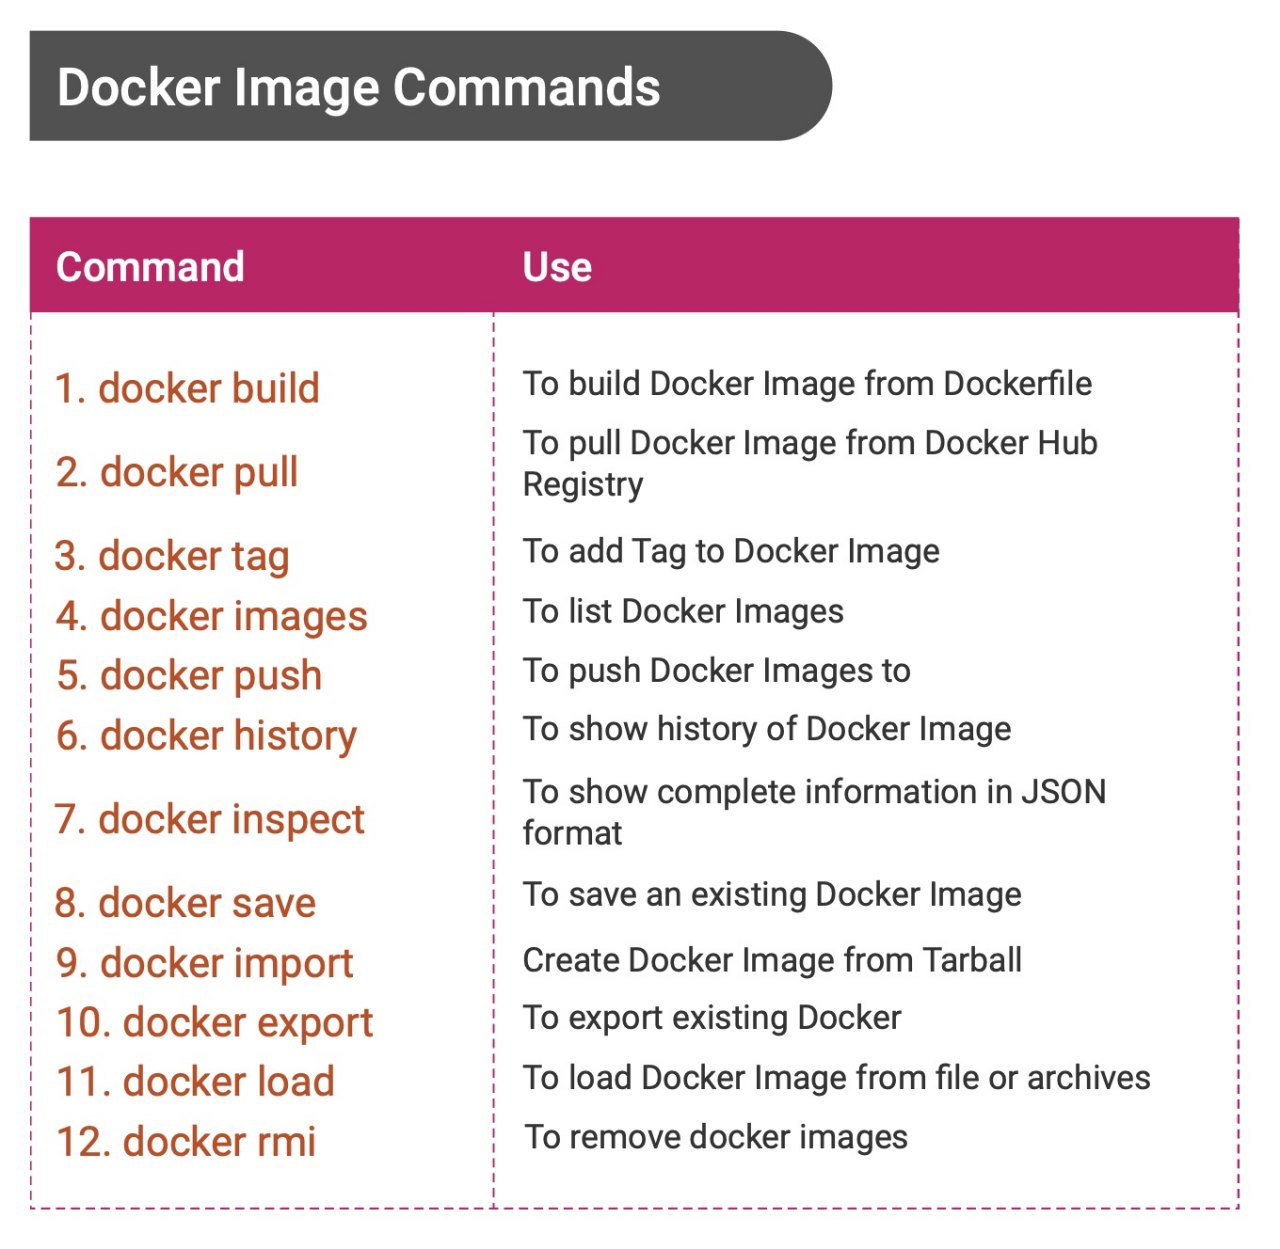 Docker Image Commands
Command Use
1. docker build To build Docker Image from Dockerfile
2. docker pull To pull Docker Image from Docker Hub
Registry
3. docker tag To add Tag to Docker Image
4. docker images To list Docker Images
5. docker push To push Docker Images to
6. docker history To show history of Docker Image
7. docker inspect To show complete information in JSON
format
8. docker save To save an existing Docker Image
9. docker import Create Docker Image from Tarball
10. docker export To export existing Docker
11. docker load To load Docker Image from file or archives
12. docker rmi To remove docker images